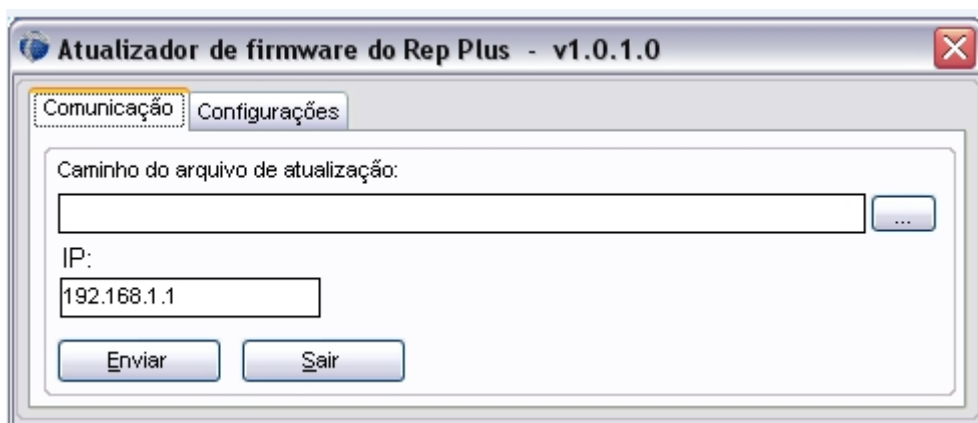 Atualizador de firmware do Rep Plus - v1.0.1.0
Comunicação Configurações
Caminho do arquivo de atualização:
...
IP:
192.168.1.1
Enviar Sair